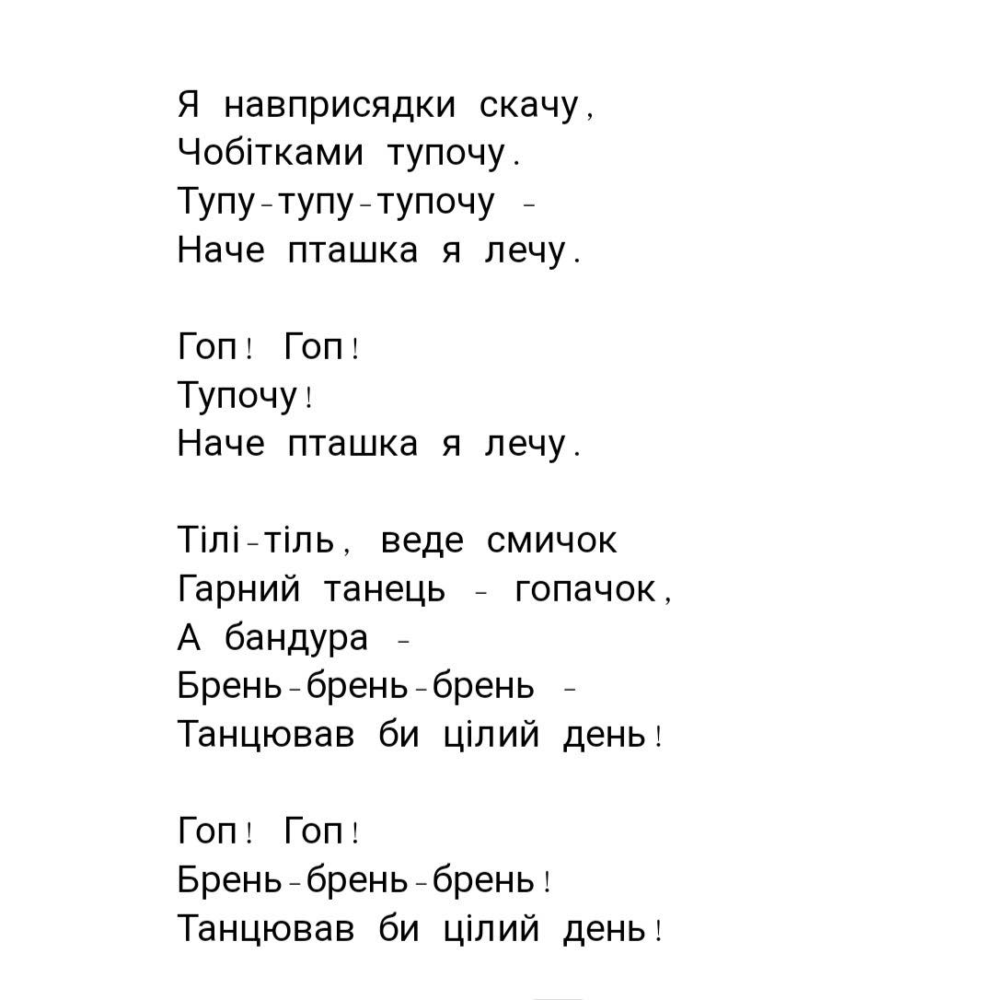 Я навприсядки скачу,
Чобітками тупочу.
Тупу-тупу-тупочу -
Наче пташка я лечу.
Гоп! Гоп!
Тупочу!
Наче пташка я лечу.
Тілі-тіль, веде смичок
Гарний танець - гопачок,
А бандура -
Брень-брень-брень -
Танцював би цілий день!
Гоп! Гоп!
Брень-брень-брень!
Танцював би цілий день!